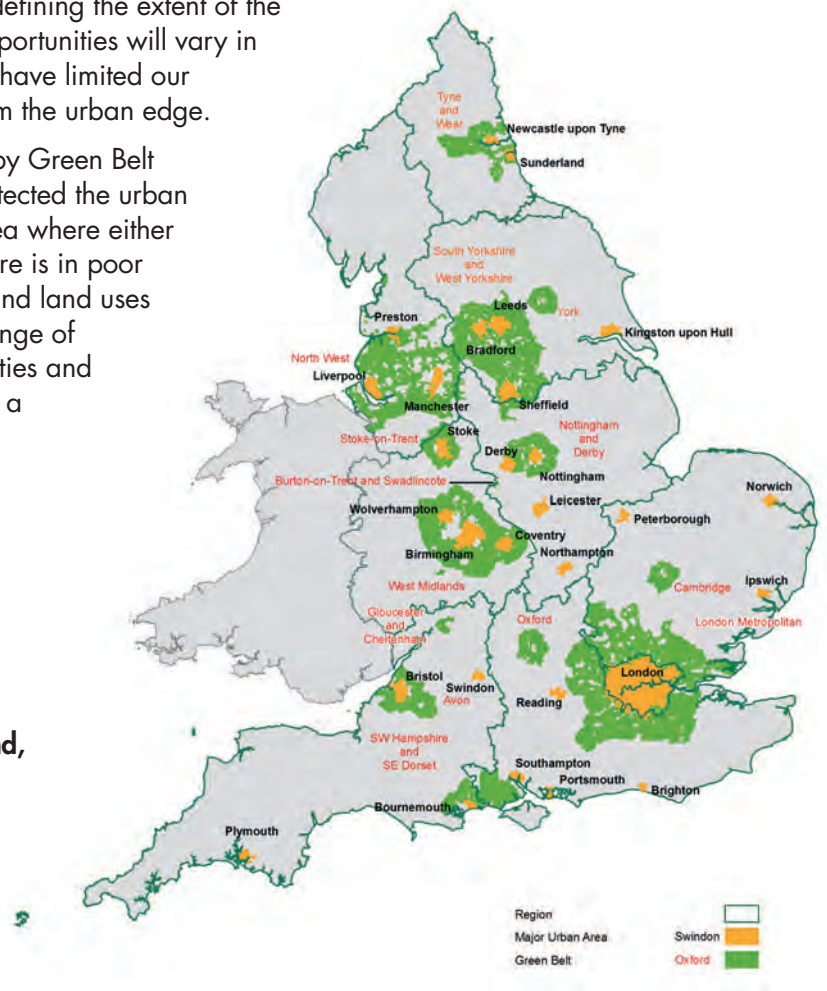 defining the extent of the
pportunities will vary in
have limited our
m the urban edge.
by Green Belt
tected the urban
ea where either
re is in poor
nd land uses
nge of
ties and
a
d,
Tyne
and
Wear
Newcastle upon Tyne
Sunderland
South Yorkshire
and
West Yorkshire
Leeds
York
Preston
Kingston upon Hull
Bradford
North West
Liverpool
Manchester
Sheffield
Stoke
Stoke-on-Trent
Nottingham
and
Derby
Derby
Nottingham
Burton-on-Trent and Swadlincote
Norwich
Leicester
Wolverhampton
Peterborough
Coventry
Birmingham
Northampton
Ipswich
West Midlands
Cambridge
Gloucester
and
Cheltenham
Oxford
London Metropolitan
London
Bristol
Swindon
Avon
Reading
SW Hampshire
and
SE Dorset
Southampton
Portsmouth
Brighton
Bournemouth
Plymouth
Region
Major Urban Area Swindon
Green Belt Oxford